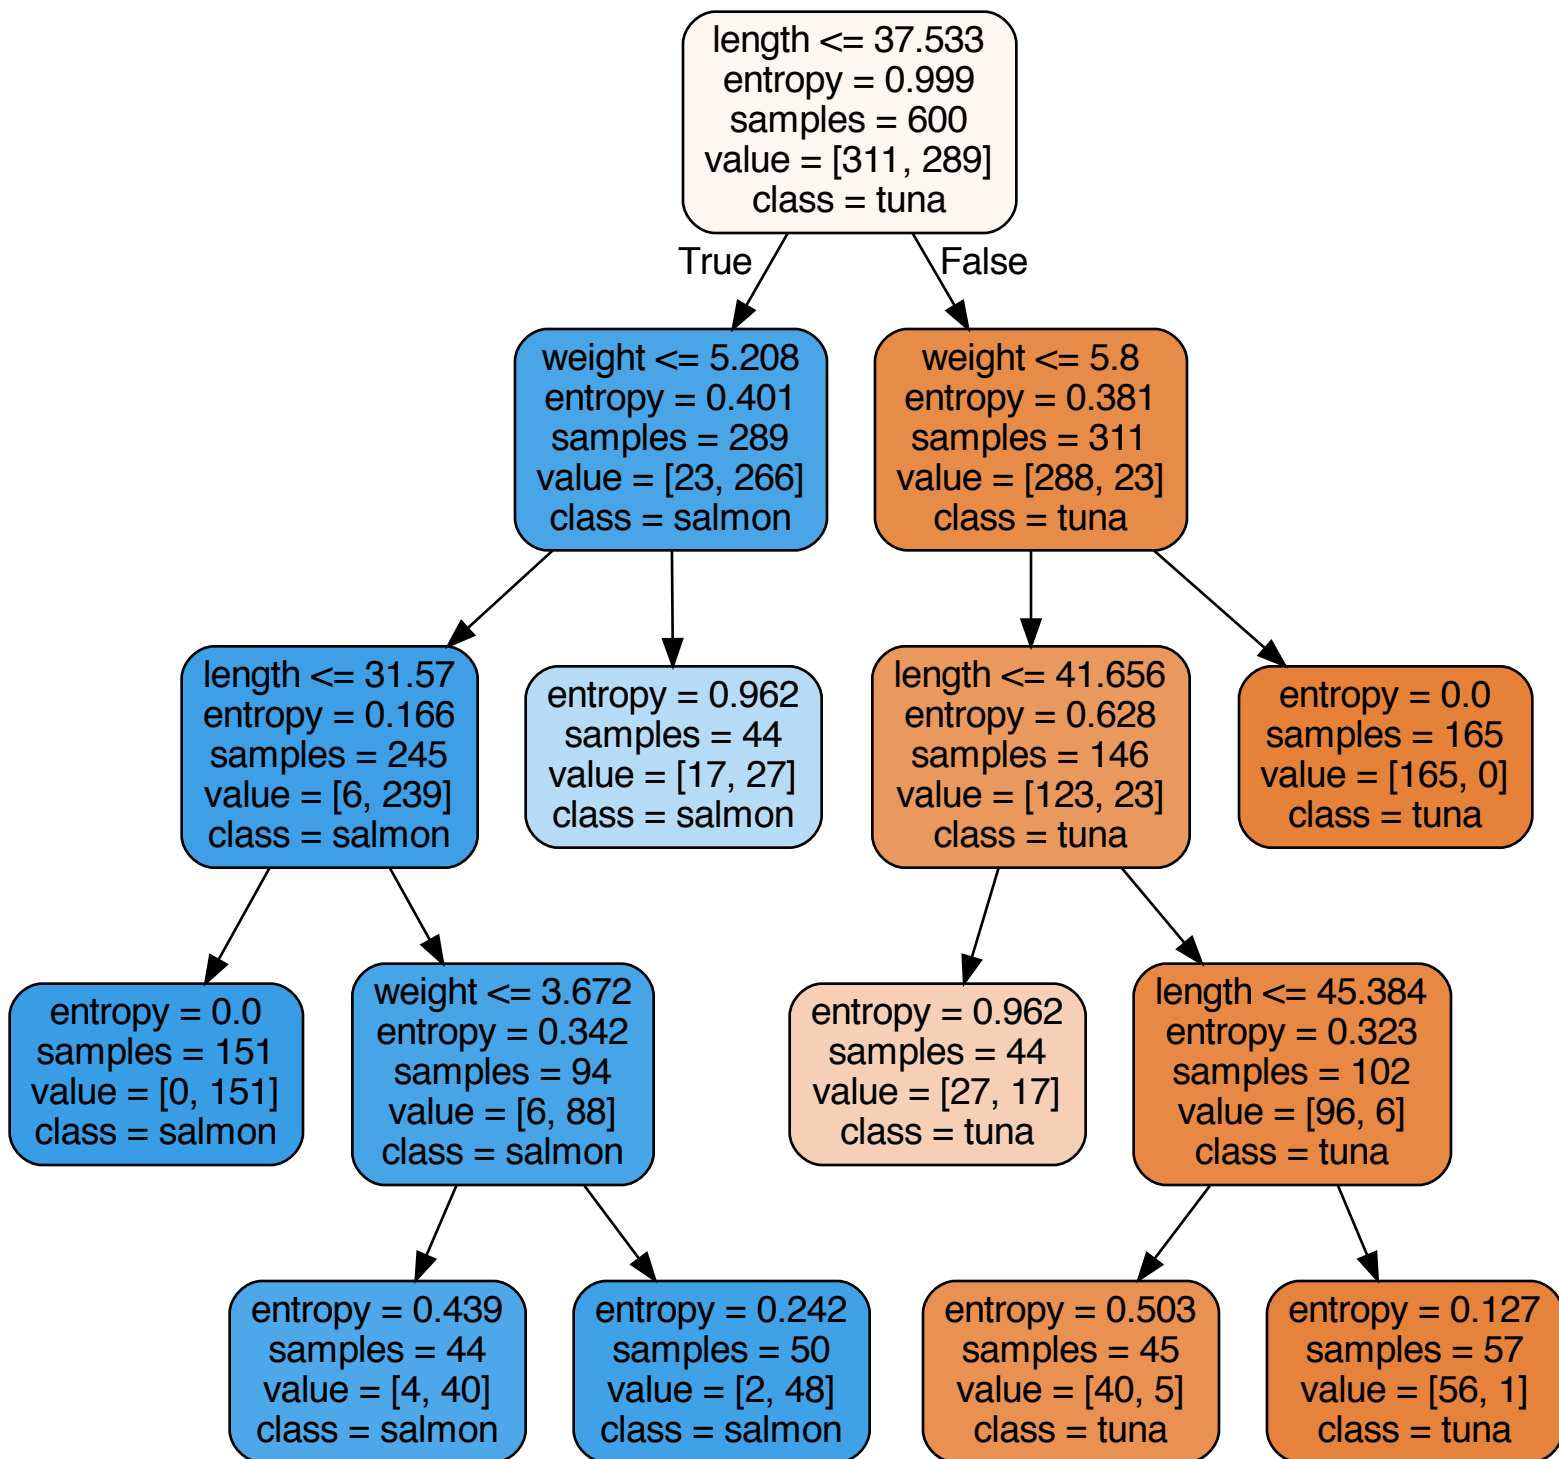 length <= 37.533
entropy = 0.999
samples = 600
value = [311, 289]
class = tuna
True
False
weight <= 5.208
entropy = 0.401
samples = 289
value = [23, 266]
class = salmon
weight <= 5.8
entropy = 0.381
samples = 311
value = [288, 23]
class = tuna
length <= 31.57
entropy = 0.166
samples = 245
value = [6, 239]
class = salmon
entropy = 0.962
samples = 44
value = [17, 27]
class = salmon
length <= 41.656
entropy = 0.628
samples = 146
value = [123, 23]
class = tuna
entropy = 0.0
samples = 165
value = [165, 0]
class = tuna
entropy = 0.0
samples = 151
value = [0, 151]
class = salmon
weight <= 3.672
entropy = 0.342
samples = 94
value = [6, 88]
class = salmon
entropy = 0.962
samples = 44
value = [27, 17]
class = tuna
length <= 45.384
entropy = 0.323
samples = 102
value = [96, 6]
class = tuna
entropy = 0.439
samples = 44
value = [4, 40]
class = salmon
entropy = 0.242
samples = 50
value = [2, 48]
class = salmon
entropy = 0.503
samples = 45
value = [40, 5]
class = tuna
entropy = 0.127
samples = 57
value = [56, 1]
class = tuna